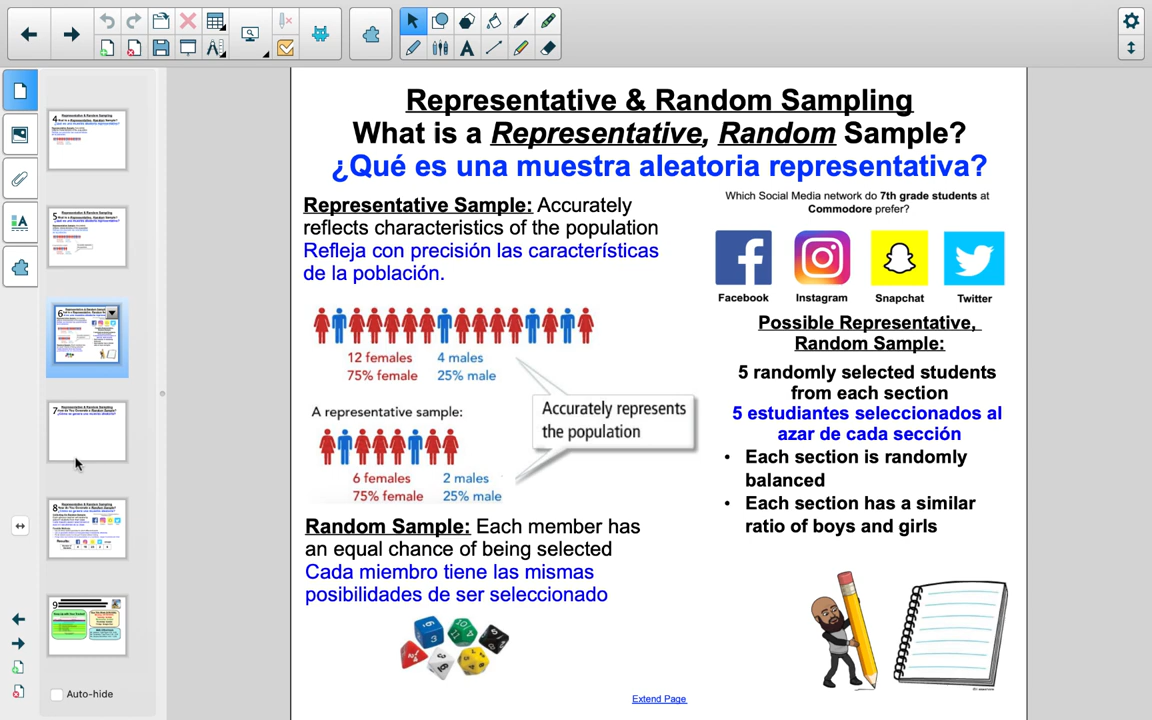 Representative & Random Sampling
What is a Representative, Random Sample?
¿Qué es una muestra aleatoria representativa?
Representative Sample: Accurately
reflects characteristics of the population
Refleja con precisión las características
de la población.
12 females 4 males
75% female 25% male
A representative sample:
Accurately represents
the population
6 females 2 males
75% female 25% male
Random Sample: Each member has
an equal chance of being selected
Cada miembro tiene las mismas
posibilidades de ser seleccionado
Which Social Media network do 7th grade students at
Commodore prefer?
Facebook Instagram Snapchat Twitter
Possible Representative,
Random Sample:
5 randomly selected students
from each section
5 estudiantes seleccionados al
azar de cada sección
• Each section is randomly
balanced
• Each section has a similar
ratio of boys and girls
Extend Page
4
5
6
7
8
9
Auto-hide